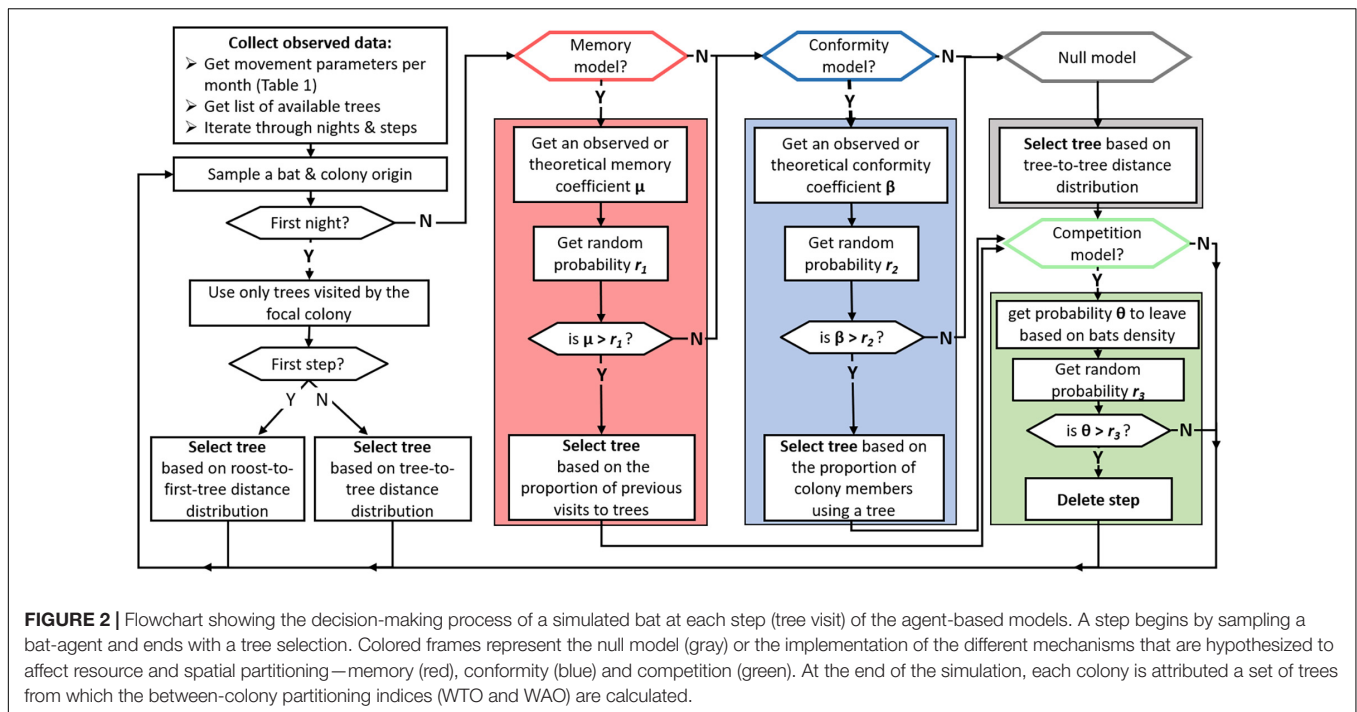 Collect observed data:
➢ Get movement parameters per
month (Table 1)
➢ Get list of available trees
➢ Iterate through nights & steps
Sample a bat & colony origin
First night?
N
Y
Use only trees visited by the
focal colony
First step?
Y
N
Select tree
based on roost-to-
first-tree distance
distribution
Select tree
based on tree-to-
tree distance
distribution
Memory
model?
N
Y
Get an observed or
theoretical memory
coefficient μ
Get random
probability r1
is μ > r1?
N
Y
Select tree
based on the
proportion of previous
visits to trees
Conformity
model?
N
Y
Get an observed or
theoretical conformity
coefficient β
Get random
probability r2
is β > r2?
N
Y
Select tree based on
the proportion of
colony members
using a tree
Null model
Select tree based on
tree-to-tree distance
distribution
Competition
model?
N
Y
get probability θ to leave
based on bats density
Get random
probability r3
is θ > r3?
N
Y
Delete step
FIGURE 2 | Flowchart showing the decision-making process of a simulated bat at each step (tree visit) of the agent-based models. A step begins by sampling a
bat-agent and ends with a tree selection. Colored frames represent the null model (gray) or the implementation of the different mechanisms that are hypothesized to
affect resource and spatial partitioning—memory (red), conformity (blue) and competition (green). At the end of the simulation, each colony is attributed a set of trees
from which the between-colony partitioning indices (WTO and WAO) are calculated.